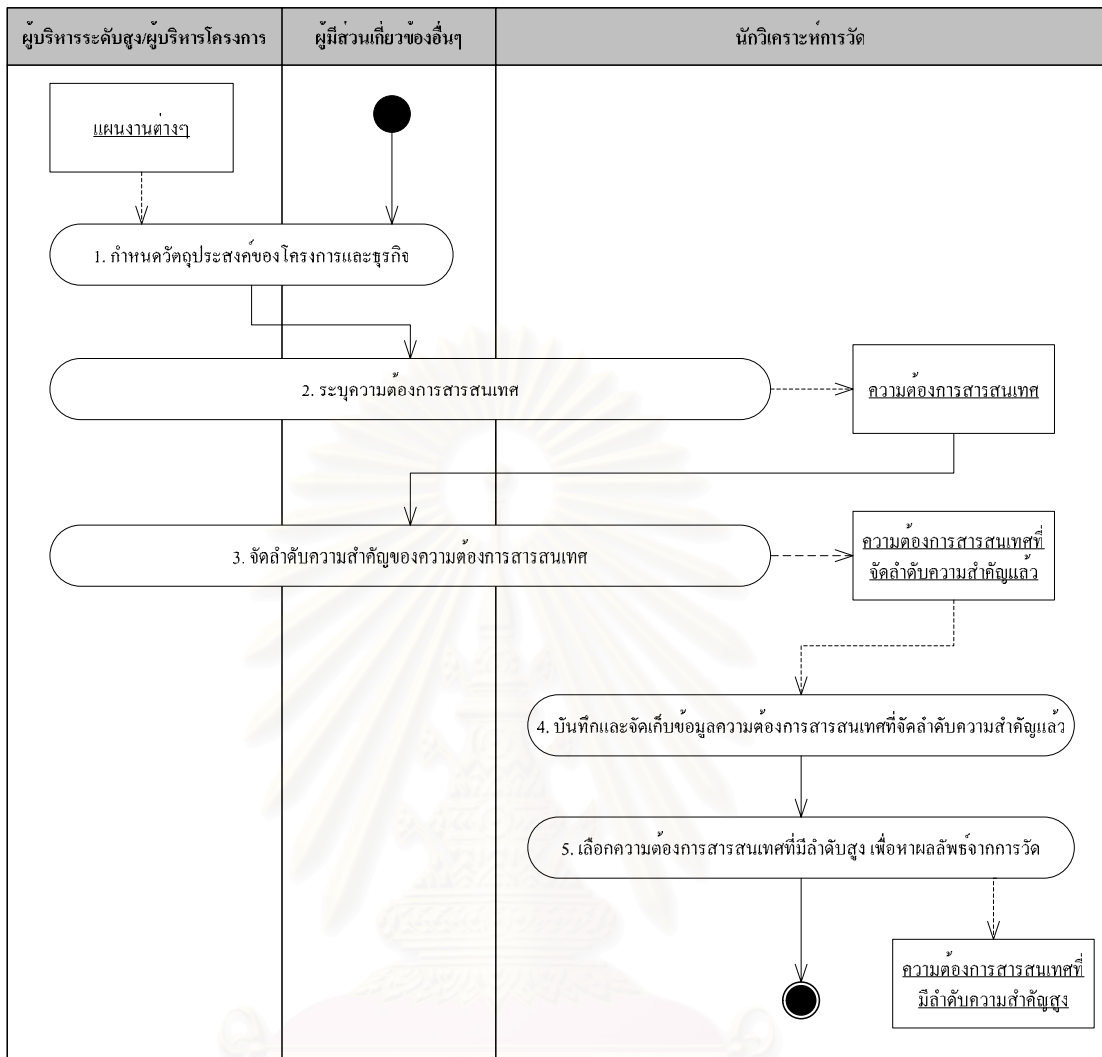 ผู้บริหารระดับสูง/ผู้บริหารโครงการ
ผู้มีส่วนเกี่ยวข้องอื่นๆ
นักวิเคราะห์การวัด
แผนงานต่างๆ
1. กำหนดวัตถุประสงค์ของโครงการและธุรกิจ
2. ระบุความต้องการสารสนเทศ
ความต้องการสารสนเทศ
3. จัดลำดับความสำคัญของความต้องการสารสนเทศ
ความต้องการสารสนเทศที่
จัดลำดับความสำคัญแล้ว
4. บันทึกและจัดเก็บข้อมูลความต้องการสารสนเทศที่จัดลำดับความสำคัญแล้ว
5. เลือกความต้องการสารสนเทศที่มีลำดับสูง เพื่อหาผลลัพธ์จากการวัด
ความต้องการสารสนเทศที่
มีลำดับความสำคัญสูง